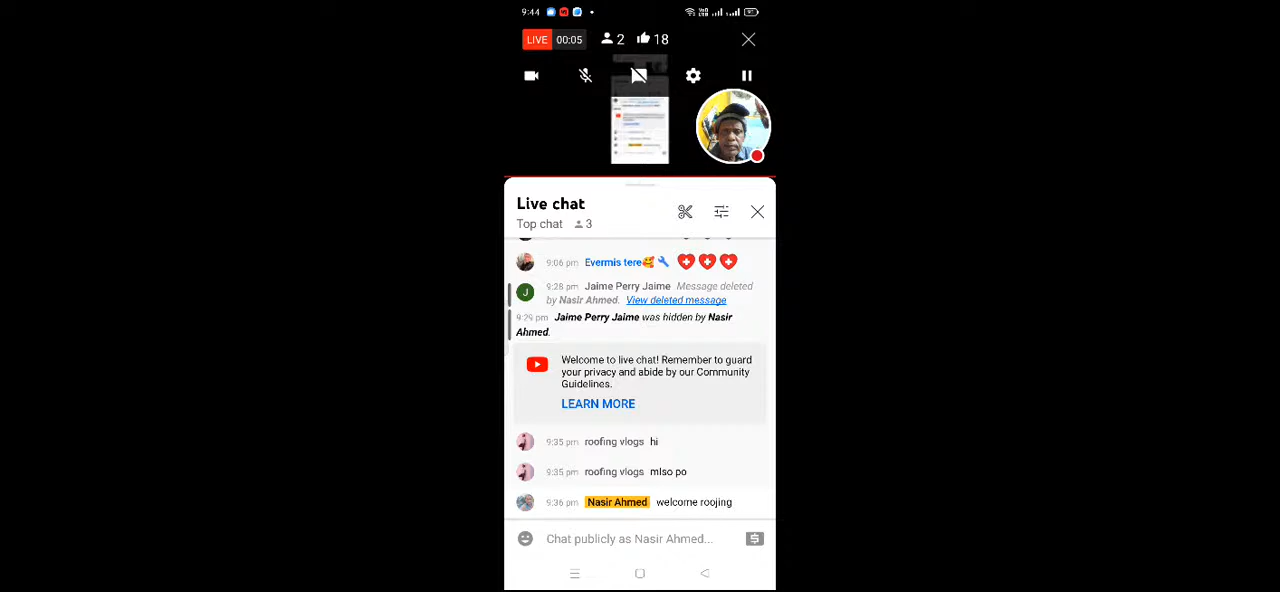 9:44
LIVE 00:05 2 18
Live chat
Top chat 3
9:06 pm Evermis tere
9:28 pm Jaime Perry Jaime Message deleted
by Nasir Ahmed. View deleted message
9:29 pm Jaime Perry Jaime was hidden by Nasir
Ahmed.
Welcome to live chat! Remember to guard
your privacy and abide by our Community
Guidelines.
LEARN MORE
9:35 pm roofing vlogs hi
9:35 pm roofing vlogs mlso po
9:36 pm Nasir Ahmed welcome roojing
Chat publicly as Nasir Ahmed...